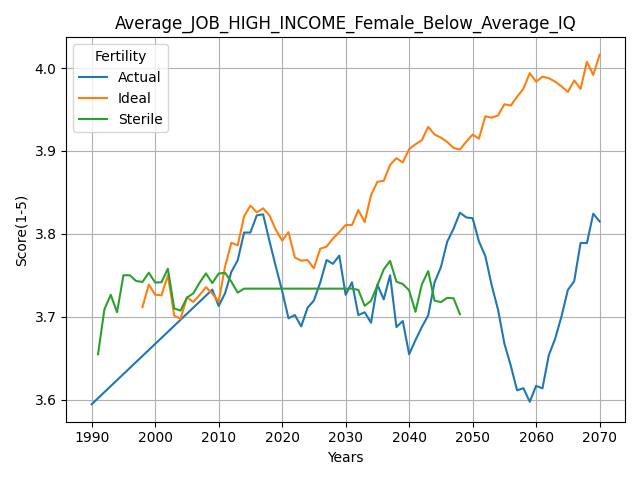 Average_JOB_HIGH_INCOME_Female_Below_Average_IQ
Fertility
Actual
Ideal
Sterile
4.0
3.9
3.8
3.7
3.6
Score(1-5)
1990 2000 2010 2020 2030 2040 2050 2060 2070
Years